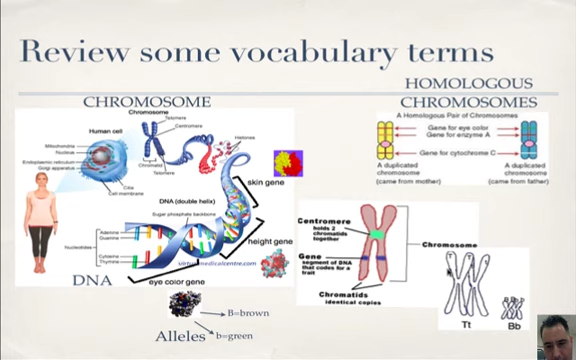 Review some vocabulary terms
CHROMOSOME
Chromosome
Telomere
Centromere
Human cell
Mitochondria
Nucleus
Endoplasmic reticulum
Golgi apparatus
Chromatid
Telomere
Histones
Cilia
Cell membrane
skin gene
DNA (double helix)
Sugar phosphate backbone
Nucleotides
Adenine
Guanine
Cytosine
Thymine
height gene
virtualmedicalcentre.com
DNA
eye color gene
B=brown
Alleles
b=green
HOMOLOGOUS
CHROMOSOMES
A Homologous Pair of Chromosomes
Gene for eye color
Gene for enzyme A
Gene for cytochrome C
A duplicated
chromosome
(came from mother)
A duplicated
chromosome
(came from father)
Centromere
holds 2
chromatids
together
Chromosome
Gene
segment of DNA
that codes for a
trait
Chromatids
identical copies
Tt
Bb